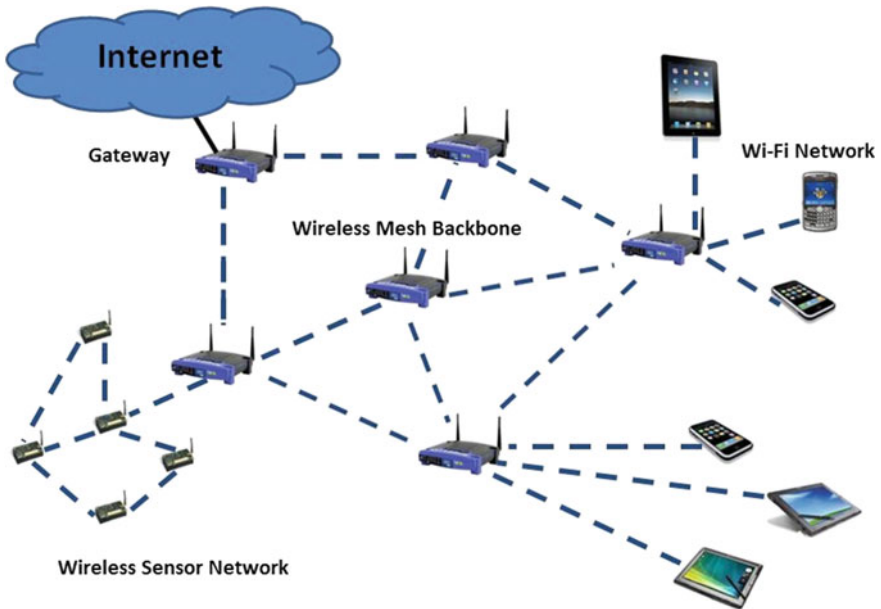 Internet
Gateway
Wi-Fi Network
Wireless Mesh Backbone
Wireless Sensor Network